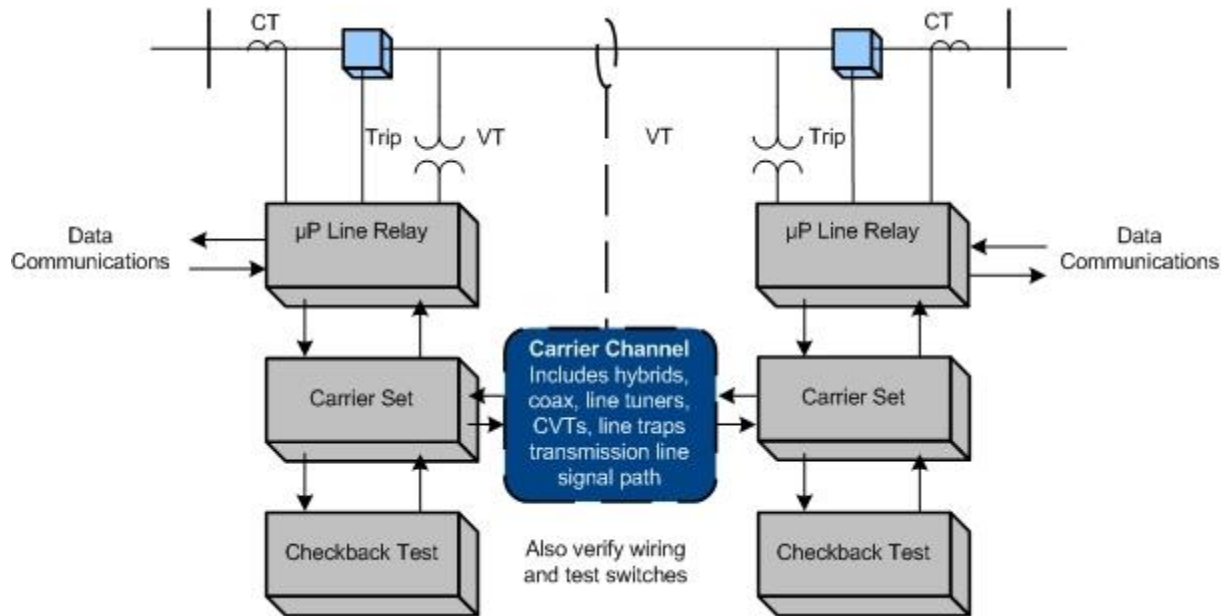 CT
CT
Trip
VT
VT
Trip
µP Line Relay
µP Line Relay
Data
Communications
Data
Communications
Carrier Channel
Includes hybrids,
coax, line tuners,
CVTs, line traps
transmission line
signal path
Carrier Set
Carrier Set
Checkback Test
Also verify wiring
and test switches
Checkback Test